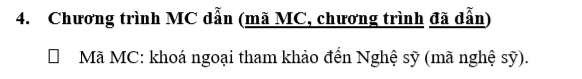 4. Chương trình MC dẫn (mã MC, chương trình đã dẫn)
☐ Mã MC: khoá ngoại tham khảo đến Nghệ sỹ (mã nghệ sỹ).